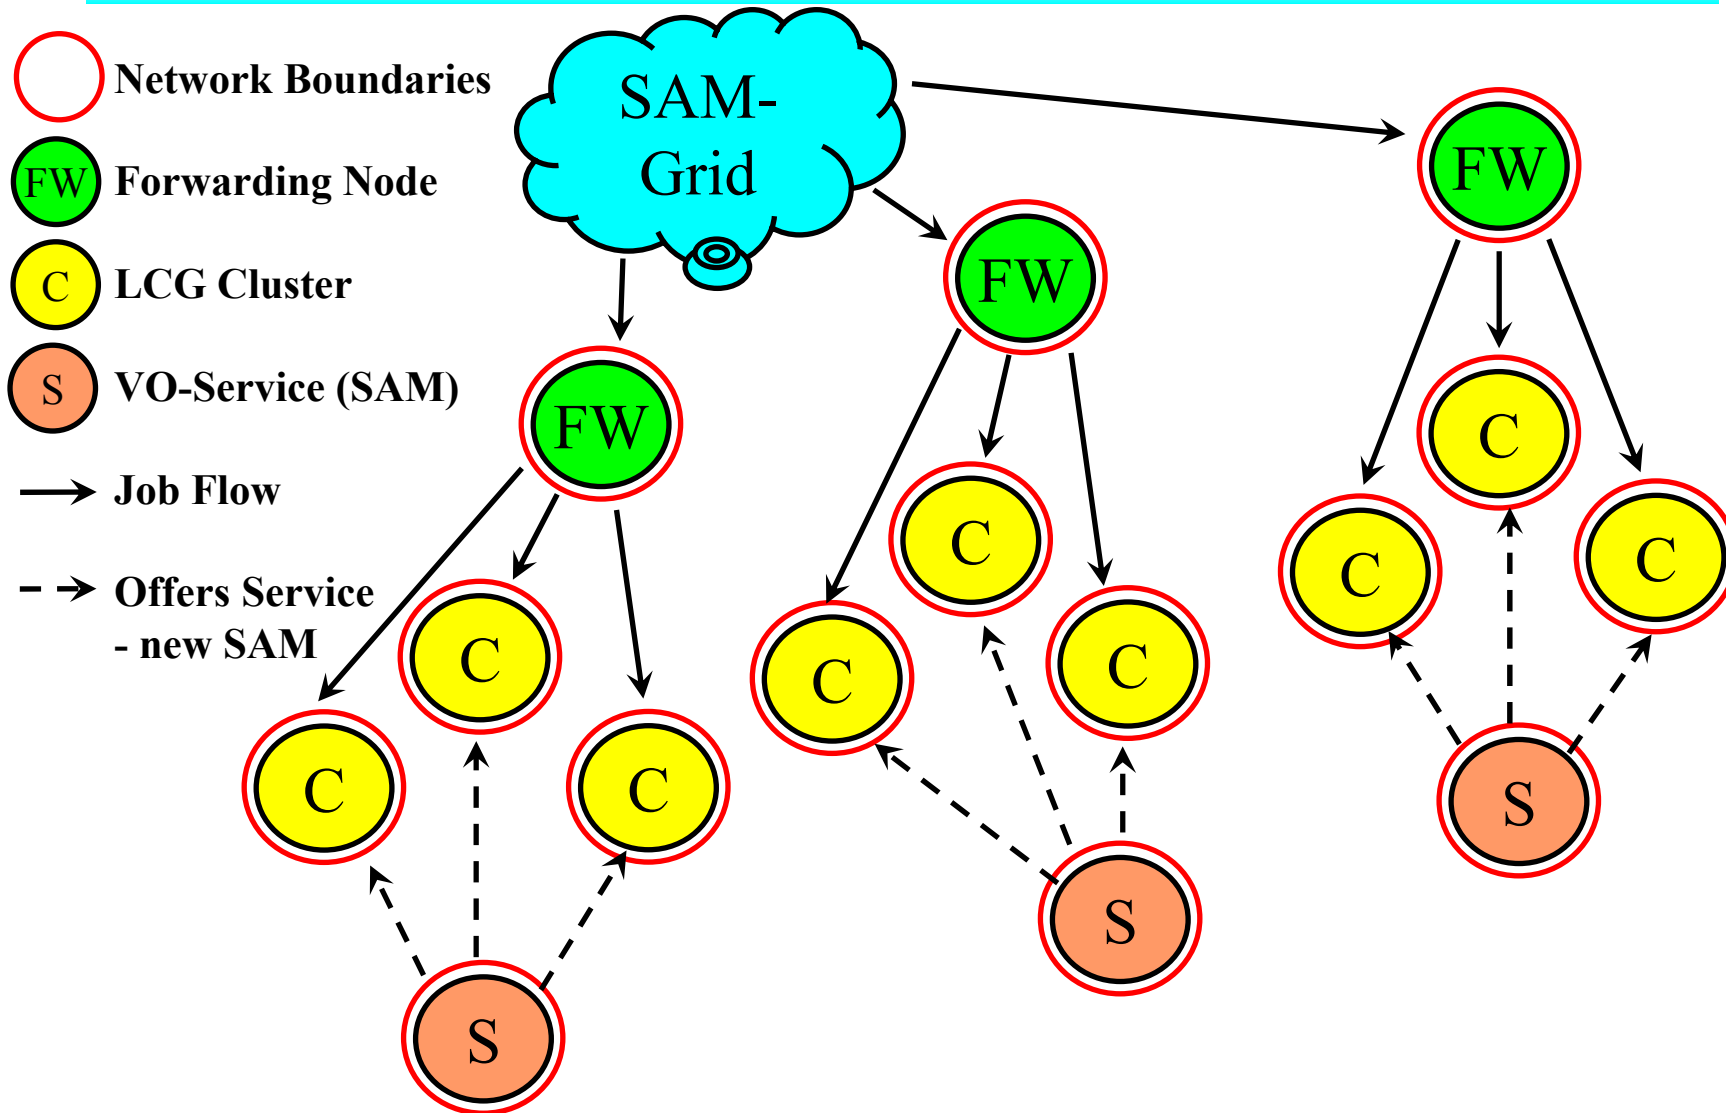 Network Boundaries
FW Forwarding Node
C LCG Cluster
S VO-Service (SAM)
Job Flow
Offers Service
- new SAM
SAM-
Grid
FW
C
C
C
S
FW
C
C
C
S
FW
C
C
C
S